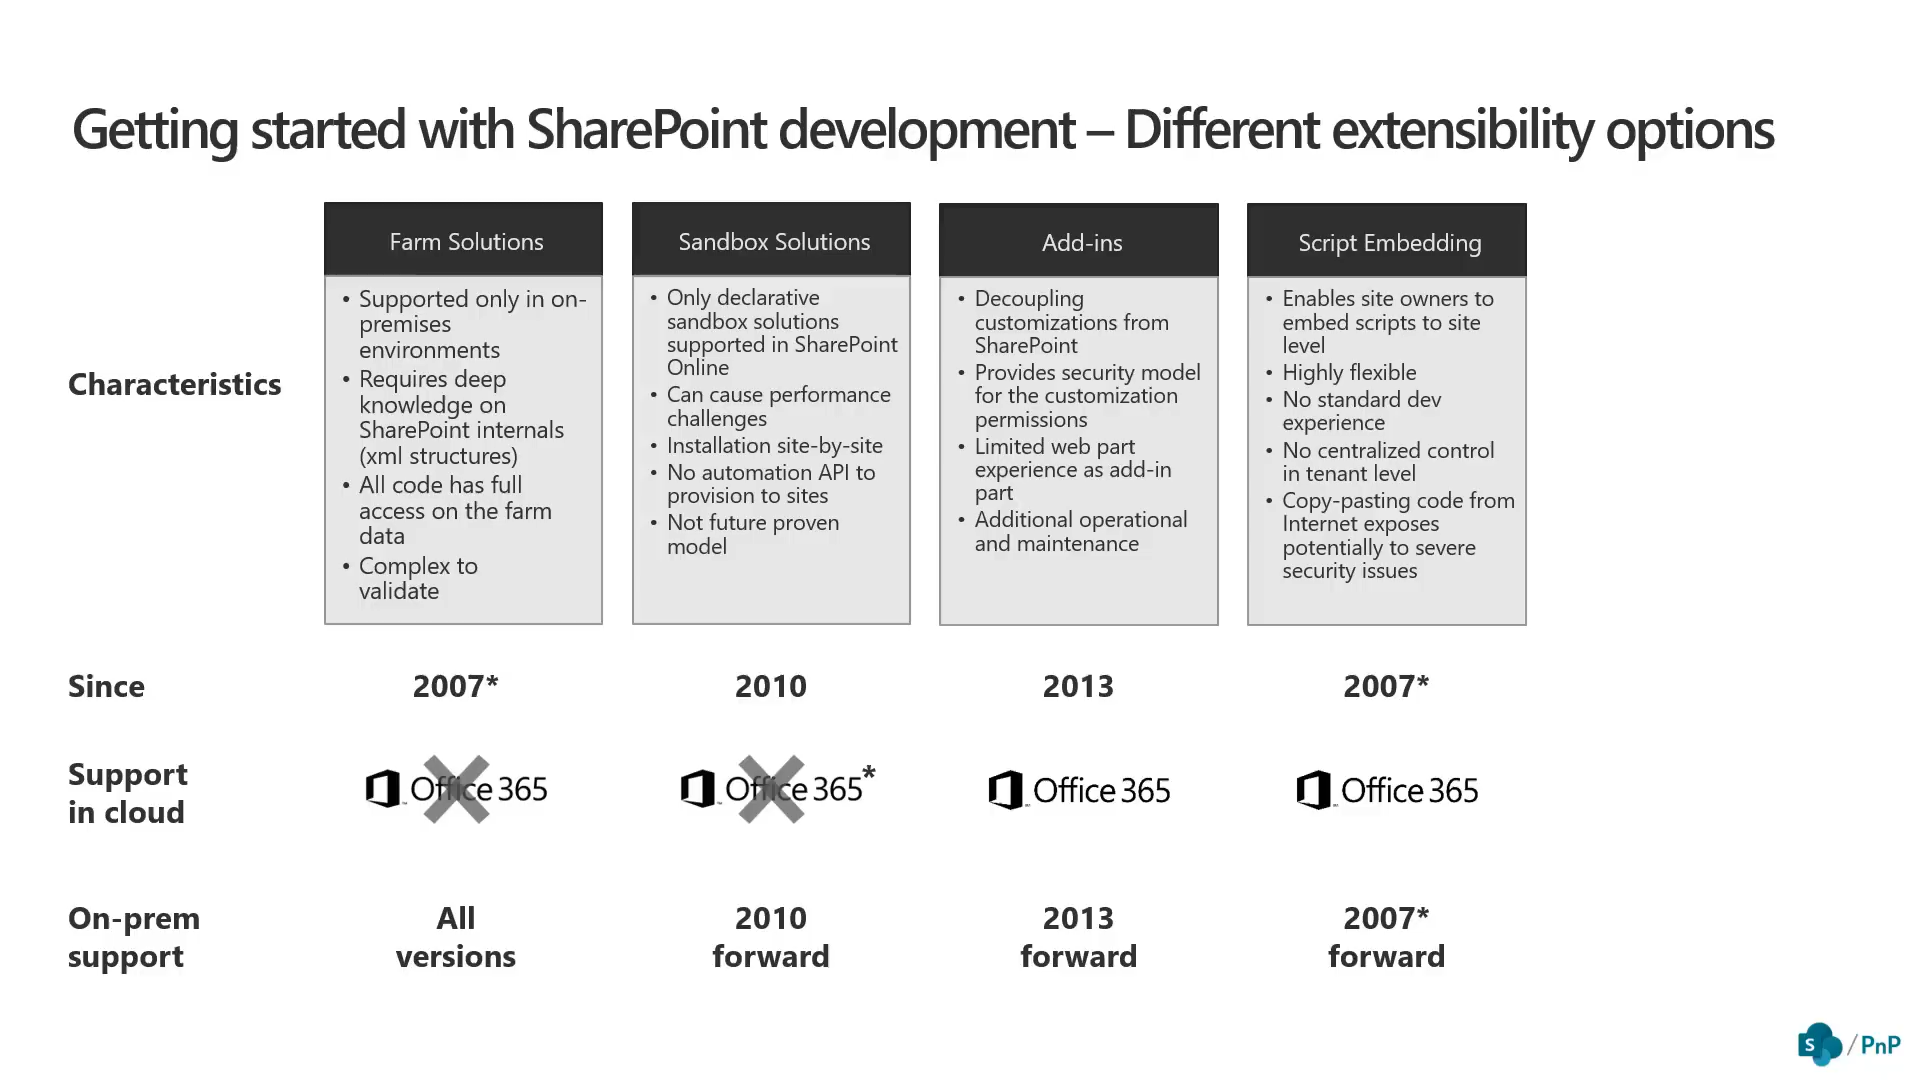 Getting started with SharePoint development – Different extensibility options
Farm Solutions
Sandbox Solutions
Add-ins
Script Embedding
Characteristics
• Supported only in on-
premises
environments
• Requires deep
knowledge on
SharePoint internals
(xml structures)
• All code has full
access on the farm
data
• Complex to
validate
• Only declarative
sandbox solutions
supported in SharePoint
Online
• Can cause performance
challenges
• Installation site-by-site
• No automation API to
provision to sites
• Not future proven
model
• Decoupling
customizations from
SharePoint
• Provides security model
for the customization
permissions
• Limited web part
experience as add-in
part
• Additional operational
and maintenance
• Enables site owners to
embed scripts to site
level
• Highly flexible
• No standard dev
experience
• No centralized control
in tenant level
• Copy-pasting code from
Internet exposes
potentially to severe
security issues
Since
2007*
2010
2013
2007*
Support
in cloud
Office 365
Office 365*
Office 365
Office 365
On-prem
support
All
versions
2010
forward
2013
forward
2007*
forward
S / PnP